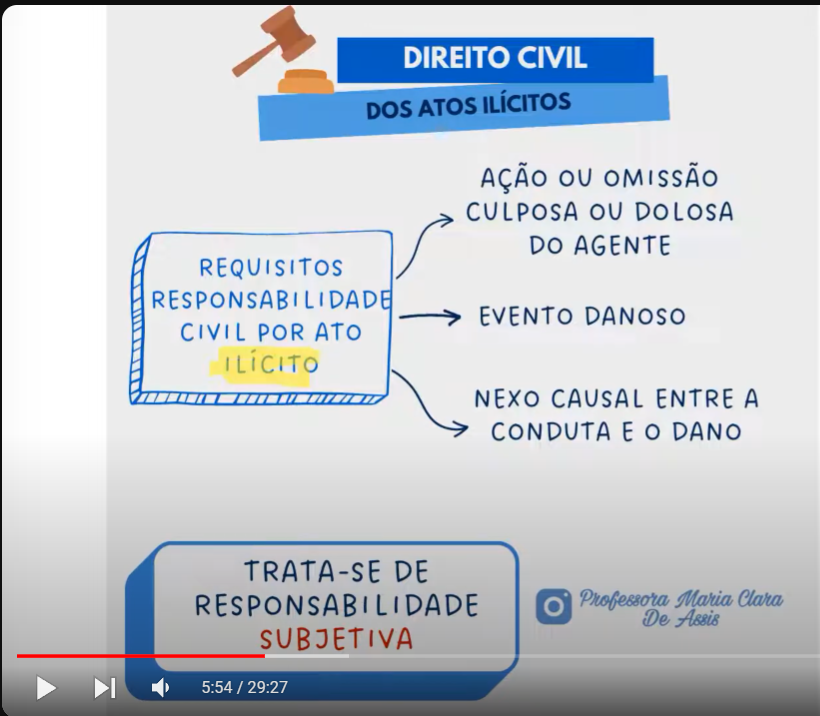 DIREITO CIVIL
DOS ATOS ILÍCITOS
REQUISITOS
RESPONSABILIDADE
CIVIL POR ATO
ILÍCITO
AÇÃO OU OMISSÃO
CULPOSA OU DOLOSA
DO AGENTE
EVENTO DANOSO
NEXO CAUSAL ENTRE A
CONDUTA E O DANO
TRATA-SE DE
RESPONSABILIDADE
SUBJETIVA
Professora Maria Clara
De Assis
5:54 / 29:27